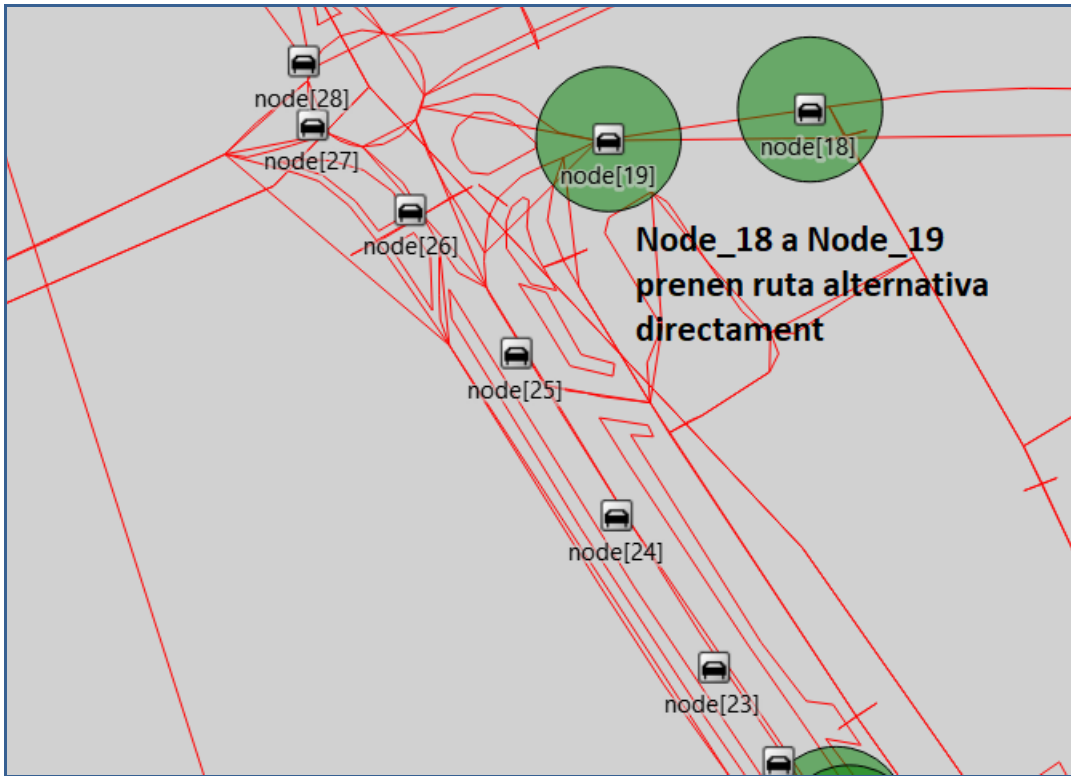 node[28]
node[27]
node[19]
node[18]
node[26]
Node_18 a Node_19
prenen ruta alternativa
directament
node[25]
node[24]
node[23]